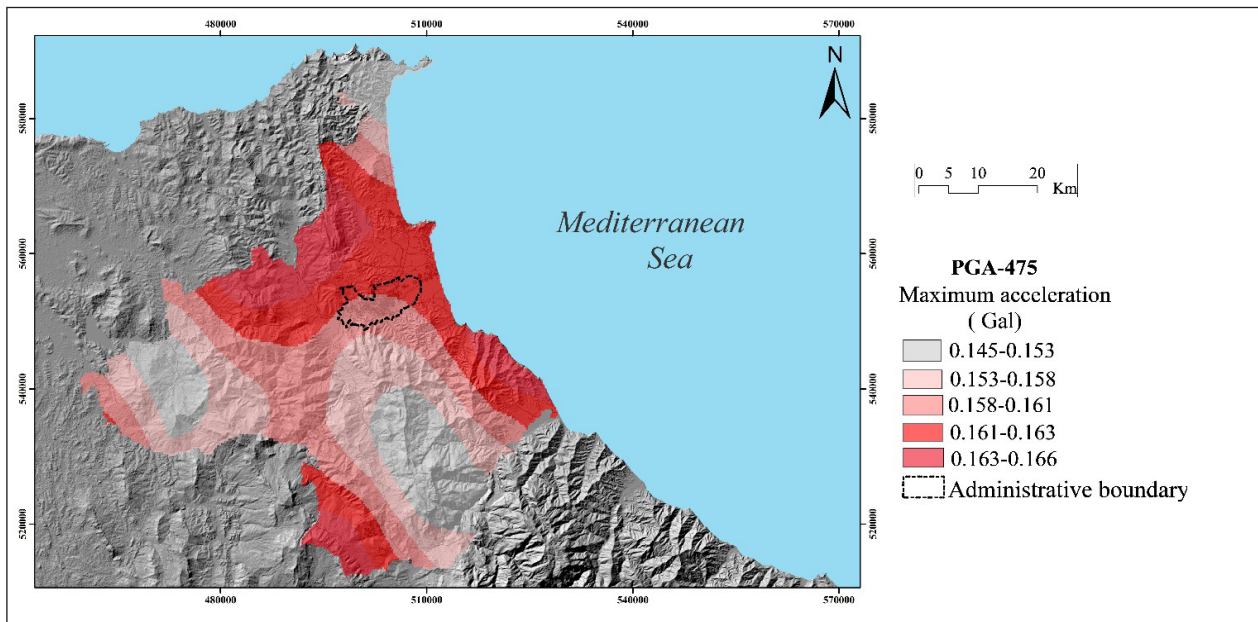 480000 510000 540000 570000
N
580000 580000
0 5 10 20
Km
Mediterranean
Sea
560000 560000
PGA-475
Maximum acceleration
( Gal)
0.145-0.153
0.153-0.158
0.158-0.161
0.161-0.163
0.163-0.166
Administrative boundary
540000 540000
520000 520000
480000 510000 540000 570000